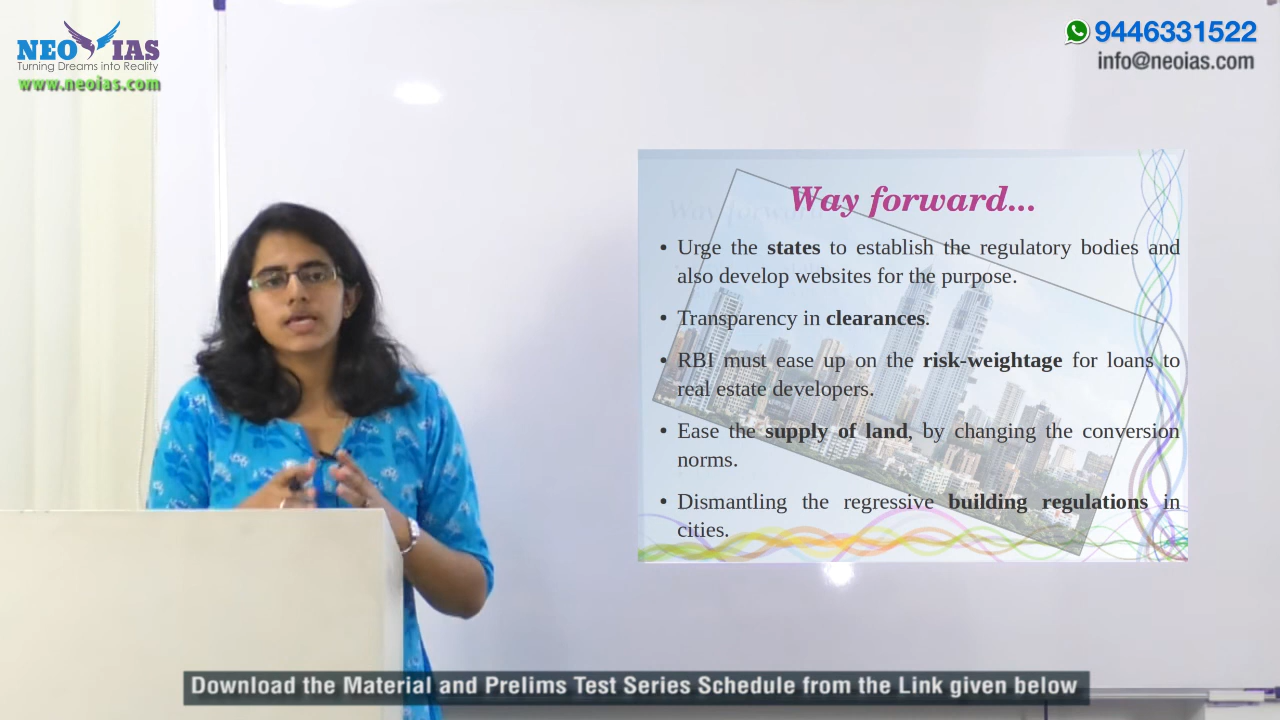 NEO IAS
Turning Dreams into Reality
www.neoias.com
9446331522
info@neoias.com
Way forward...
• Urge the states to establish the regulatory bodies and
also develop websites for the purpose.
• Transparency in clearances.
• RBI must ease up on the risk-weightage for loans to
real estate developers.
• Ease the supply of land, by changing the conversion
norms.
• Dismantling the regressive building regulations in
cities.
Download the Material and Prelims Test Series Schedule from the Link given below